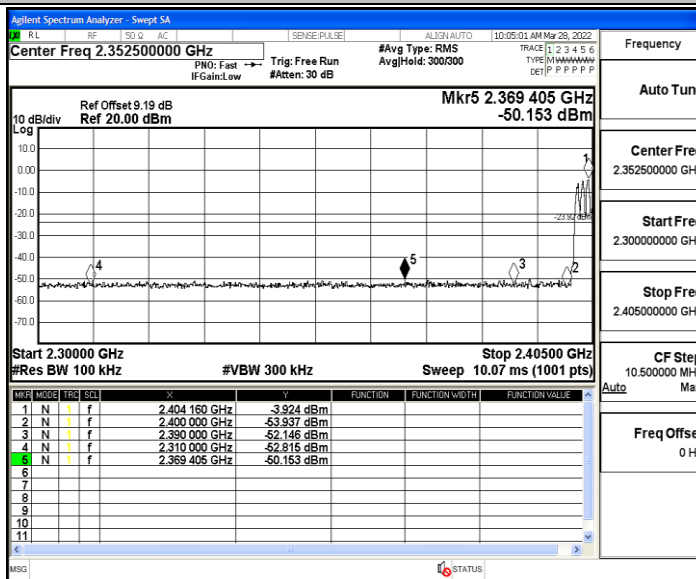 Agilent Spectrum Analyzer - Swept SA
LXI RL RF 50 Ω AC SENSE:PULSE ALIGN AUTO 10:05:01 AM Mar 28, 2022
Center Freq 2.352500000 GHz
PNO: Fast
IFGain:Low
Trig: Free Run
#Atten: 30 dB
#Avg Type: RMS
Avg|Hold: 300/300
TRACE 1 2 3 4 5 6
TYPE M WWWWW
DET P P P P P P
Ref Offset 9.19 dB
Ref 20.00 dBm
10 dB/div
Log
Mkr5 2.369 405 GHz
-50.153 dBm
10.0
0.00
-10.0
-20.0
-30.0
-40.0
-50.0
-60.0
-70.0
1
-23.92 dBm
4
5
3
2
Start 2.30000 GHz
Stop 2.40500 GHz
#Res BW 100 kHz
#VBW 300 kHz
Sweep 10.07 ms (1001 pts)
MKR MODE TRC SCL X Y FUNCTION FUNCTION WIDTH FUNCTION VALUE
1 N 1 f 2.404 160 GHz -3.924 dBm
2 N 1 f 2.400 000 GHz -53.937 dBm
3 N 1 f 2.390 000 GHz -52.146 dBm
4 N 1 f 2.310 000 GHz -52.815 dBm
5 N 1 f 2.369 405 GHz -50.153 dBm
6
7
8
9
10
11
MSG
STATUS
Frequency
Auto Tun
Center Fre
2.352500000 GH
Start Fre
2.300000000 GH
Stop Fre
2.405000000 GH
CF Step
10.500000 MH
Auto Ma
Freq Offse
0 H